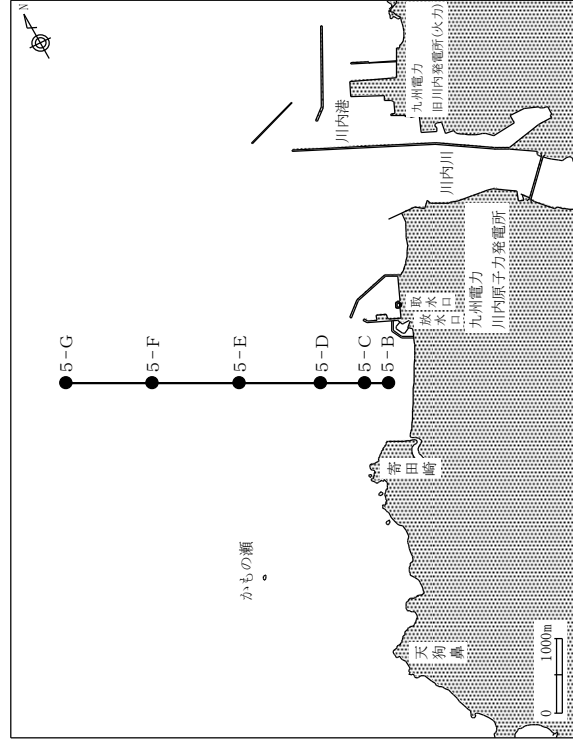 N
川内港
九州電力
旧川内発電所(火力)
川内川
九州電力
川内原子力発電所
取水口
放水口
5-G
5-F
5-E
5-D
5-C
5-B
寄田崎
かもの瀬
天狗鼻
0 1000m